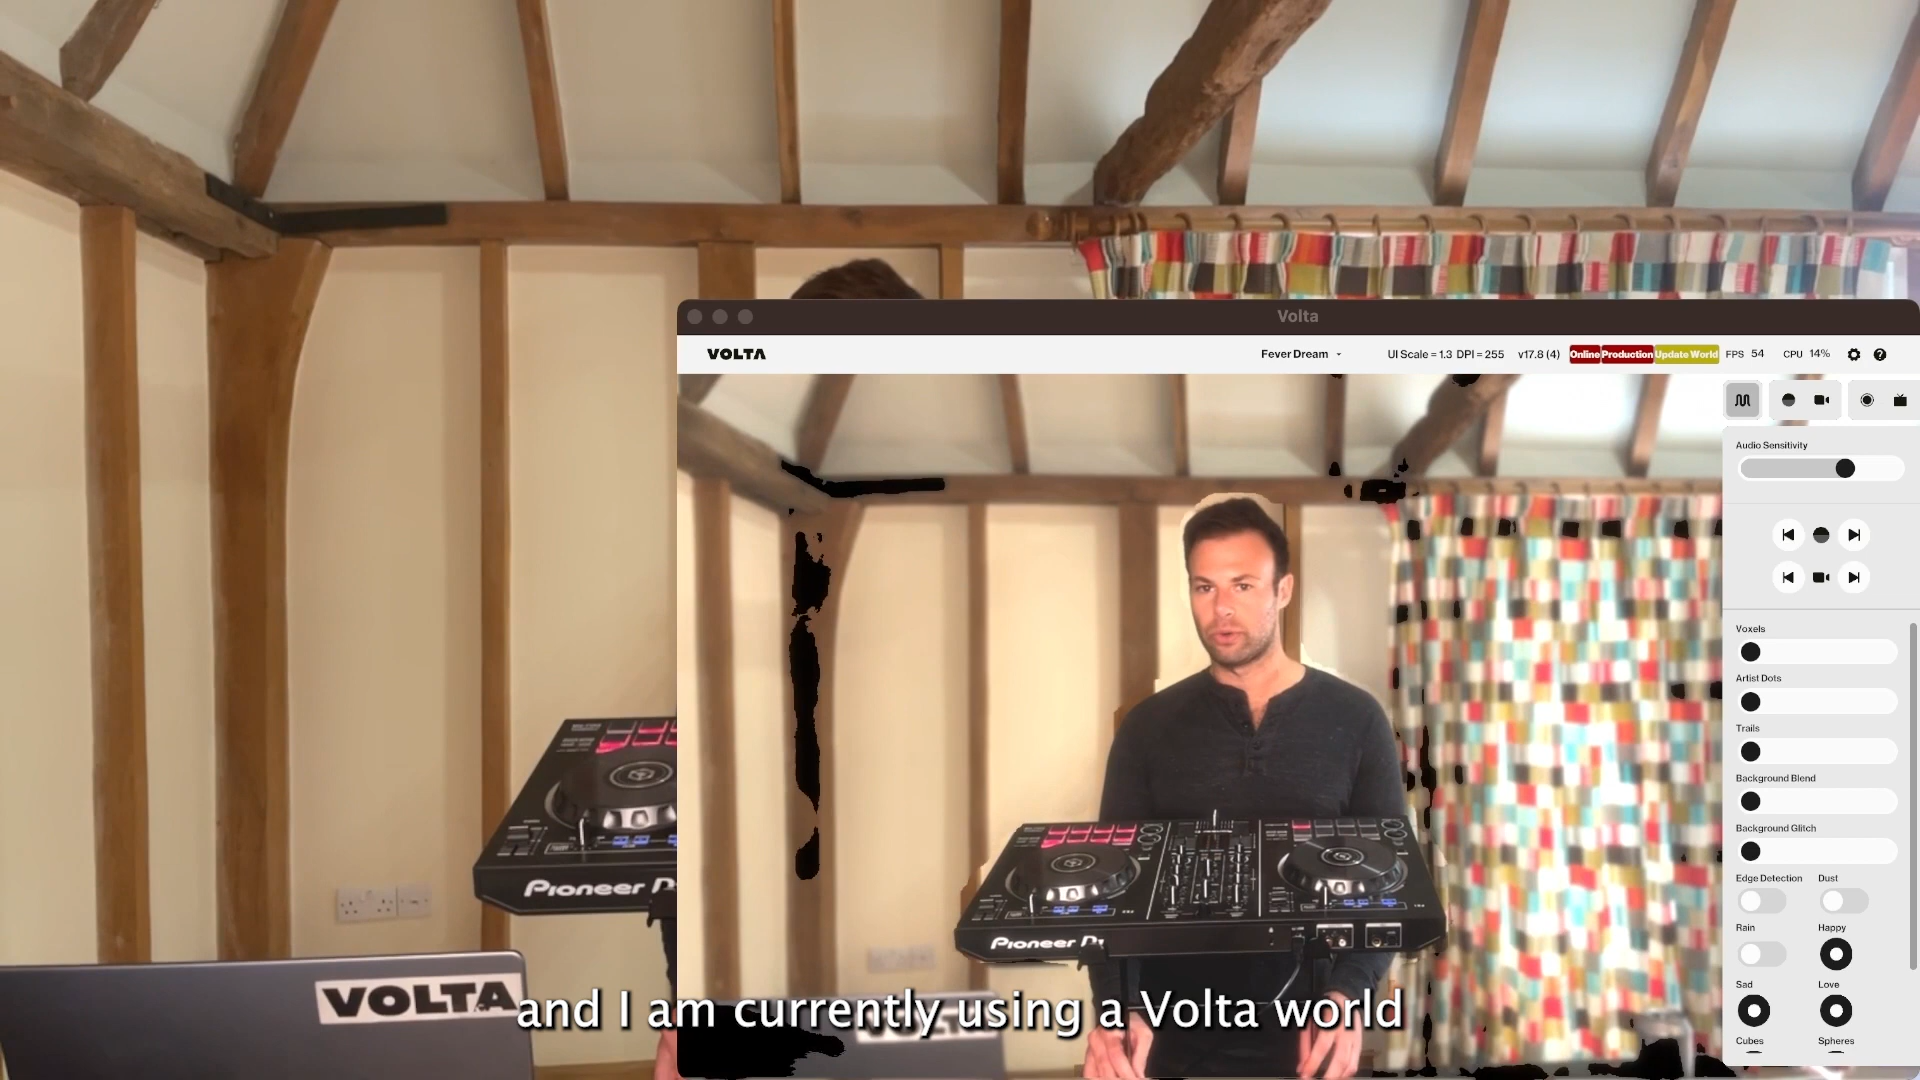 Volta
VOLTA
Fever Dream
UI Scale = 1.3 DPI = 255
v17.8 (4)
Online
Production
Update World
FPS 54
CPU 14%
Audio Sensitivity
Voxels
Artist Dots
Trails
Background Blend
Background Glitch
Edge Detection
Dust
Rain
Happy
Sad
Love
Cubes
Spheres
Pioneer D
Pioneer D
VOLTA
and I am currently using a Volta world